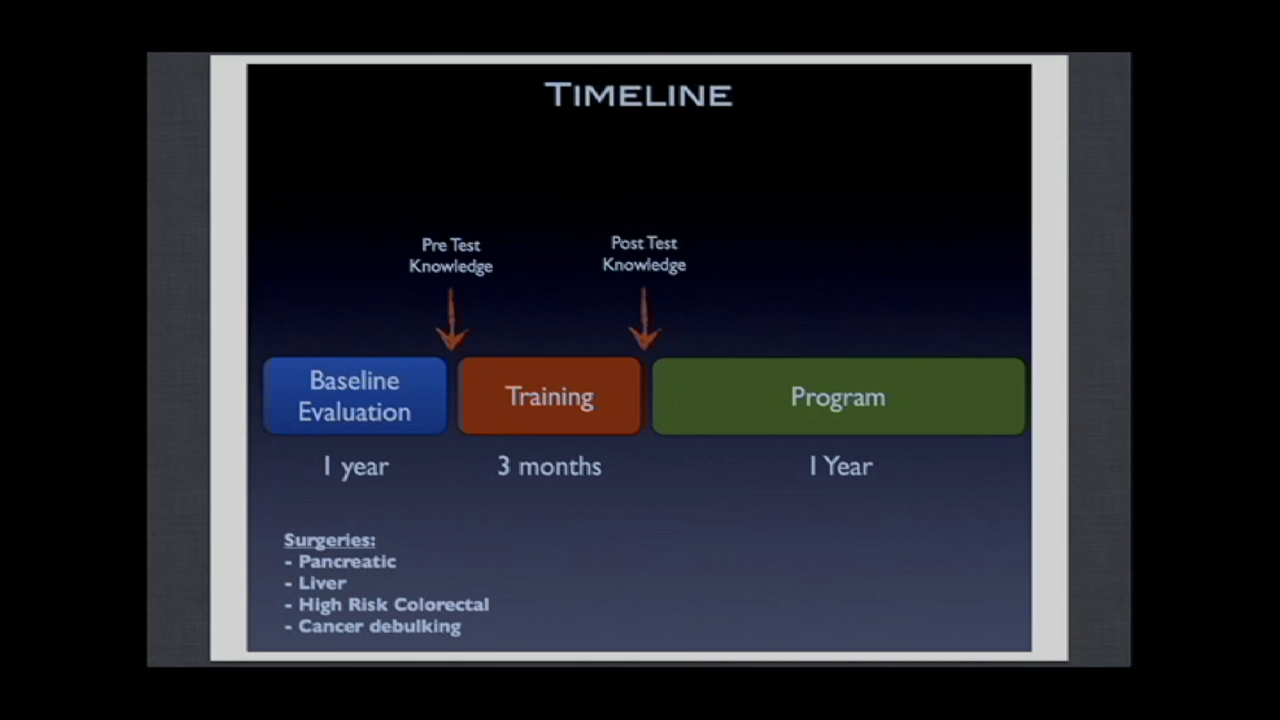 TIMELINE
Pre Test
Knowledge
Post Test
Knowledge
Baseline
Evaluation
Training
Program
1 year
3 months
1 Year
Surgeries:
- Pancreatic
- Liver
- High Risk Colorectal
- Cancer debulking